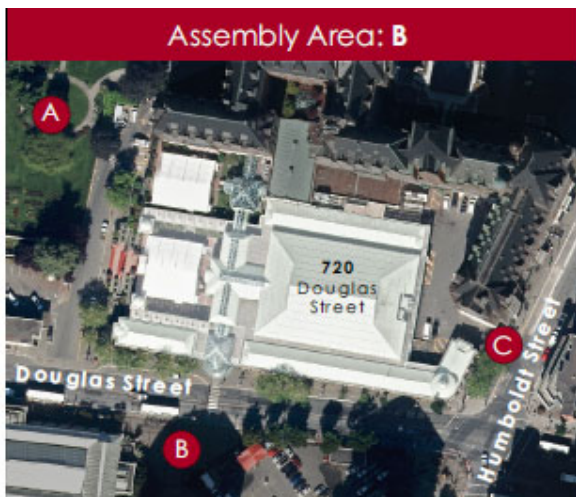 Assembly Area: B
A
720
Douglas
Street
C
Douglas Street
Humboldt Street
B